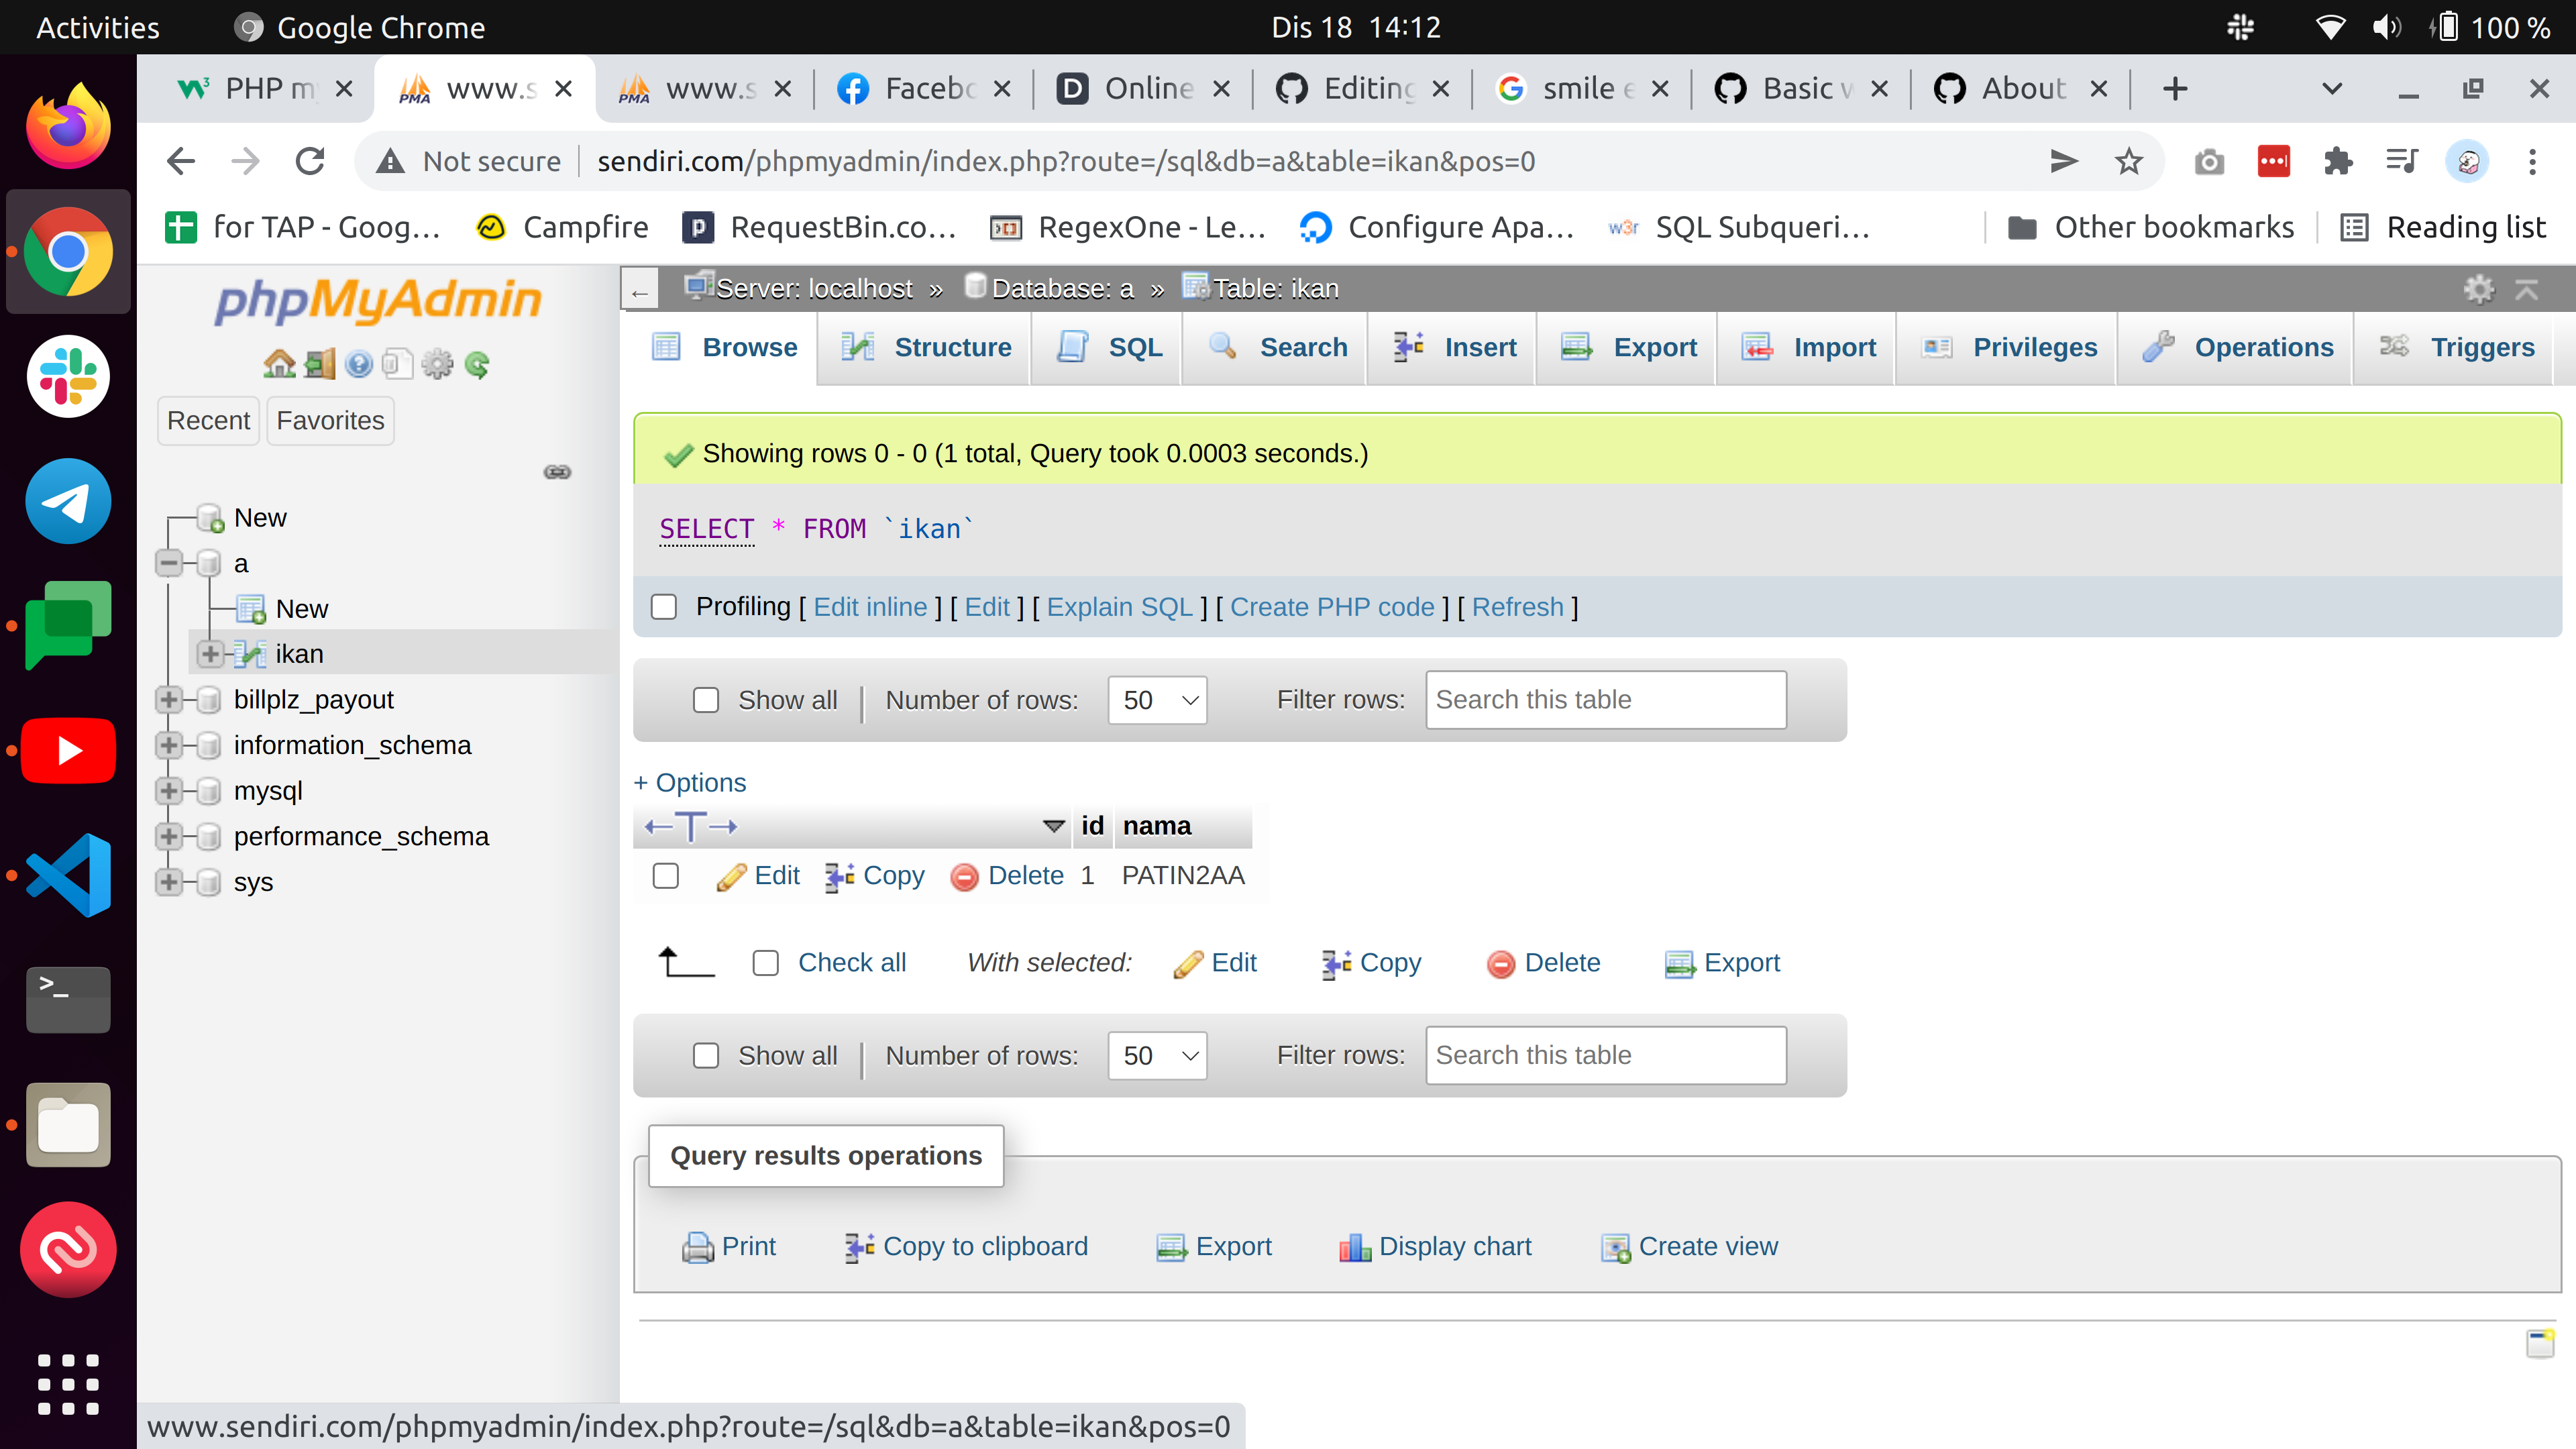 Activities
Google Chrome
Dis 18 14:12
100 %
PHP m
www.s
www.s
Facebo
Online
Editing
smile e
Basic w
About
Not secure
sendiri.com/phpmyadmin/index.php?route=/sql&db=a&table=ikan&pos=0
for TAP - Goog...
Campfire
RequestBin.co...
RegexOne - Le...
Configure Apa...
SQL Subqueri...
Other bookmarks
Reading list
phpMyAdmin
Recent
Favorites
New
a
New
ikan
billplz_payout
information_schema
mysql
performance_schema
sys
Server: localhost » Database: a » Table: ikan
Browse
Structure
SQL
Search
Insert
Export
Import
Privileges
Operations
Triggers
Showing rows 0 - 0 (1 total, Query took 0.0003 seconds.)
SELECT * FROM `ikan`
Profiling [ Edit inline ] [ Edit ] [ Explain SQL ] [ Create PHP code ] [ Refresh ]
Show all | Number of rows: 50 Filter rows: Search this table
+ Options
←T→ id nama
Edit Copy Delete 1 PATIN2AA
Check all With selected: Edit Copy Delete Export
Show all | Number of rows: 50 Filter rows: Search this table
Query results operations
Print Copy to clipboard Export Display chart Create view
www.sendiri.com/phpmyadmin/index.php?route=/sql&db=a&table=ikan&pos=0